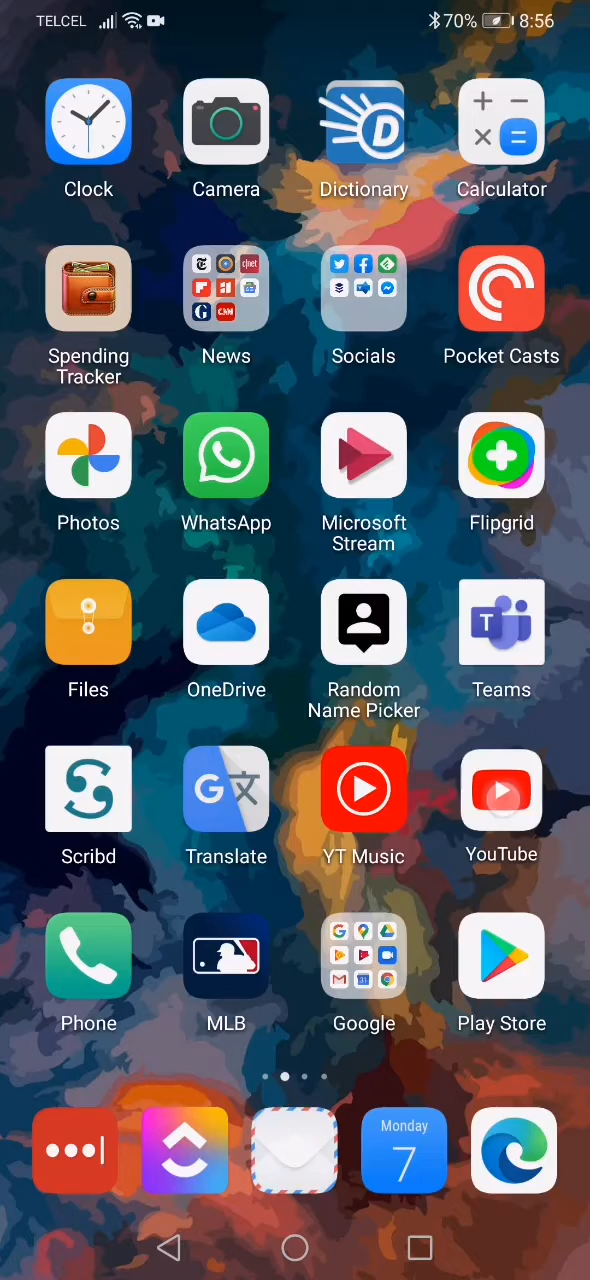 TELCEL 70% 8:56
Clock Camera Dictionary Calculator
Spending Tracker News Socials Pocket Casts
Photos WhatsApp Microsoft Stream Flipgrid
Files OneDrive Random Name Picker Teams
Scribd Translate YT Music YouTube
Phone MLB Google Play Store
Monday
7